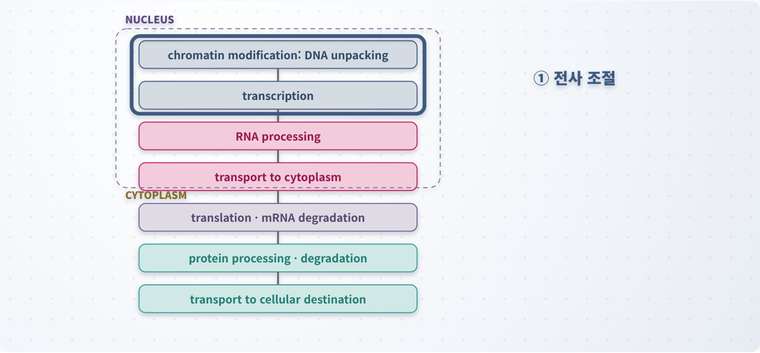 NUCLEUS
chromatin modification: DNA unpacking
① 전사 조절
transcription
RNA processing
transport to cytoplasm
CYTOPLASM
translation · mRNA degradation
protein processing · degradation
transport to cellular destination